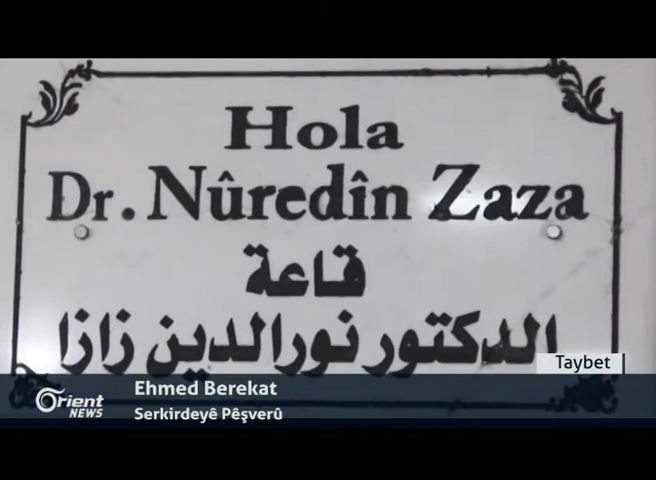 Hola
Dr. Nûredîn Zaza
قاعة
الدكتور نورالدين زازا
Taybet
Ehmed Berekat
Orient NEWS
Serkirdeyê Pêşverû